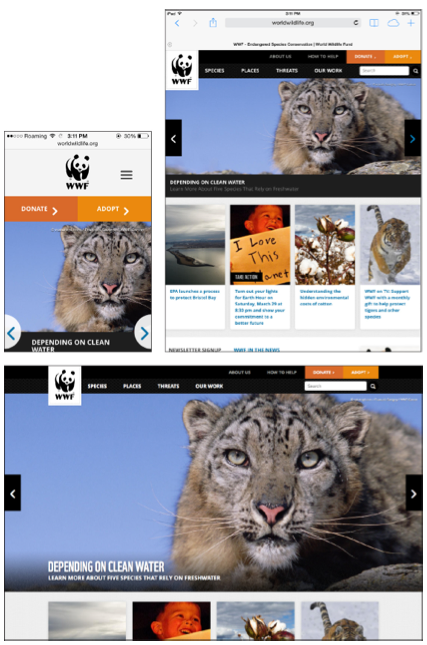 Roaming 3:11 PM 30%
worldwildlife.org
WWF
DONATE ADOPT
DEPENDING ON CLEAN
WATER
iPad 3:11 PM
worldwildlife.org
WWF - Endangered Species Conservation | World Wildlife Fund
ABOUT US HOW TO HELP DONATE ADOPT
WWF
SPECIES PLACES THREATS OUR WORK Search
DEPENDING ON CLEAN WATER
Learn More About Five Species That Rely on Freshwater
I Love
This
anet
TAKE ACTION
EPA launches a process
to protect Bristol Bay
Turn out your lights
for Earth Hour on
Saturday, March 29 at
8:30 pm and show your
commitment to a
better future
Understanding the
hidden environmental
costs of cotton
WWF on TV: Support
WWF with a monthly
gift to help protect
tigers and other
species
NEWSLETTER SIGNUP WWF IN THE NEWS
ABOUT US HOW TO HELP DONATE ADOPT
WWF
SPECIES PLACES THREATS OUR WORK Search
DEPENDING ON CLEAN WATER
LEARN MORE ABOUT FIVE SPECIES THAT RELY ON FRESHWATER